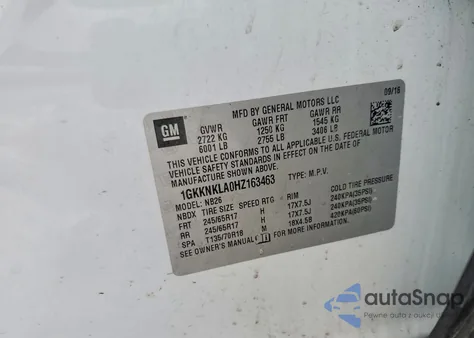 09/16
MFD BY GENERAL MOTORS LLC
GM
GVWR GAWR FRT GAWR RR
2722 KG 1250 KG 1545 KG
6001 LB 2755 LB 3406 LB
THIS VEHICLE CONFORMS TO ALL APPLICABLE U.S. FEDERAL MOTOR
VEHICLE SAFETY STANDARDS IN EFFECT ON THE DATE OF
MANUFACTURE SHOWN ABOVE.
1GKKNKLA0HZ163463 TYPE: M.P.V.
MODEL: NB26
NBDX TIRE SIZE SPEED RTG RIM COLD TIRE PRESSURE
FRT 245/65R17 H 17X7.5J 240KPA(35PSI)
RR 245/65R17 H 17X7.5J 240KPA(35PSI)
SPA T135/70R18 M 18X4.5B 420KPA(60PSI)
SEE OWNER'S MANUAL
autoSnap
Pewne auto z aukcji